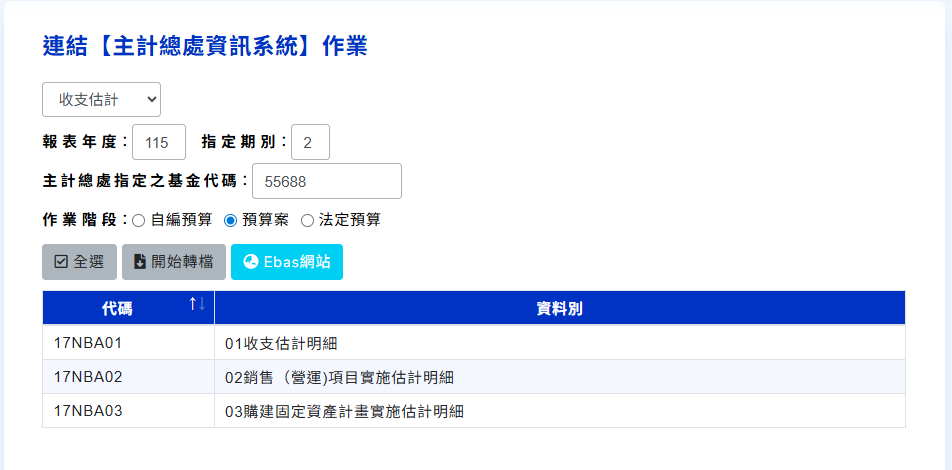 連結【主計總處資訊系統】作業
收支估計
報表年度：115 指定期別：2
主計總處指定之基金代碼：55688
作業階段：自編預算 預算案 法定預算
全選 開始轉檔 Ebas網站
代碼 資料別
17NBA01 01收支估計明細
17NBA02 02銷售（營運)項目實施估計明細
17NBA03 03購建固定資產計畫實施估計明細